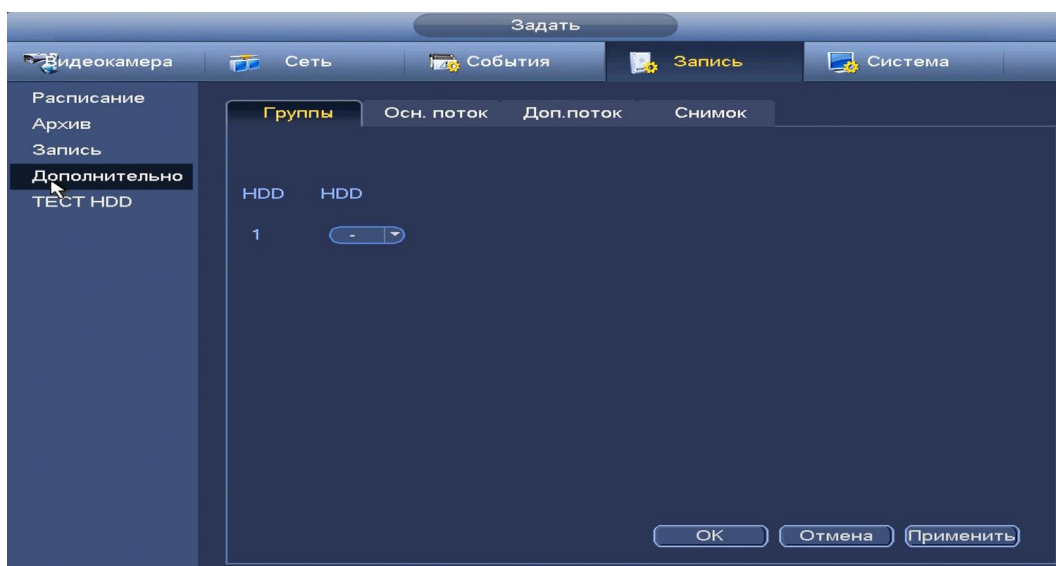 Задать
Видеокамера Сеть События Запись Система
Расписание
Архив
Запись
Дополнительно
ТЕСТ HDD
Группы Осн. поток Доп.поток Снимок
HDD HDD
1 -
OK Отмена Применить